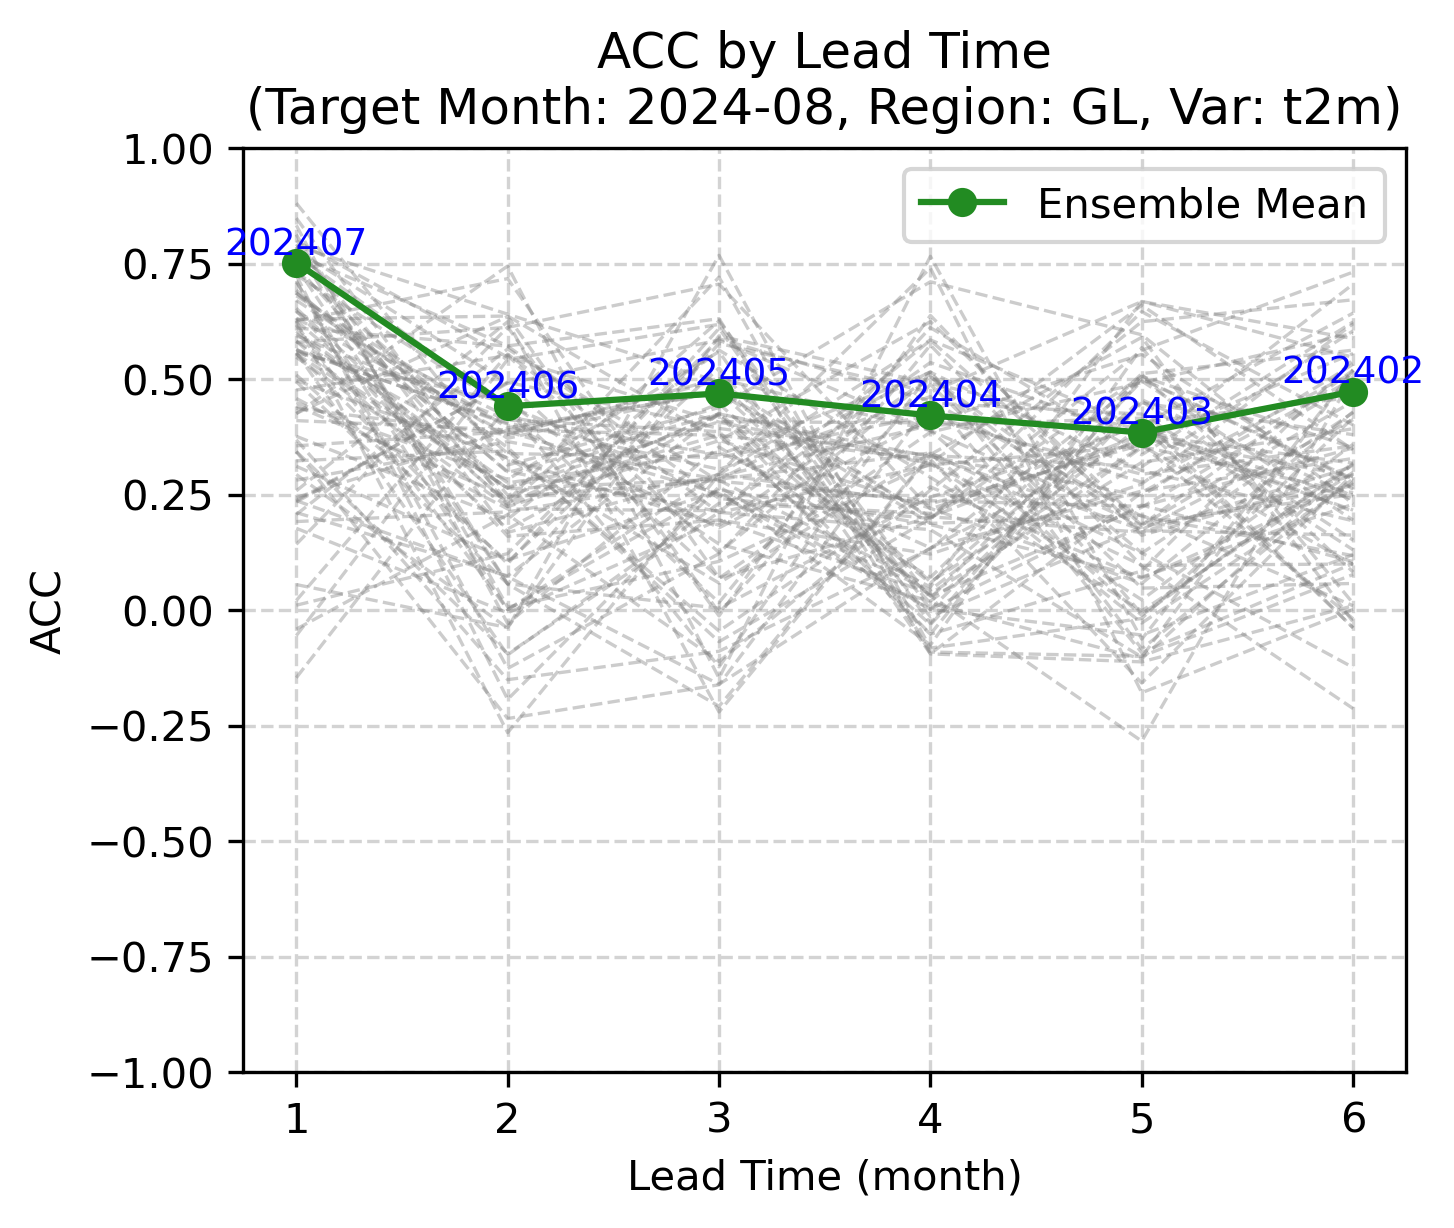 ACC by Lead Time
(Target Month: 2024-08, Region: GL, Var: t2m)
Ensemble Mean
ACC
1.00
0.75
0.50
0.25
0.00
−0.25
−0.50
−0.75
−1.00
202407
202406
202405
202404
202403
202402
1 2 3 4 5 6
Lead Time (month)